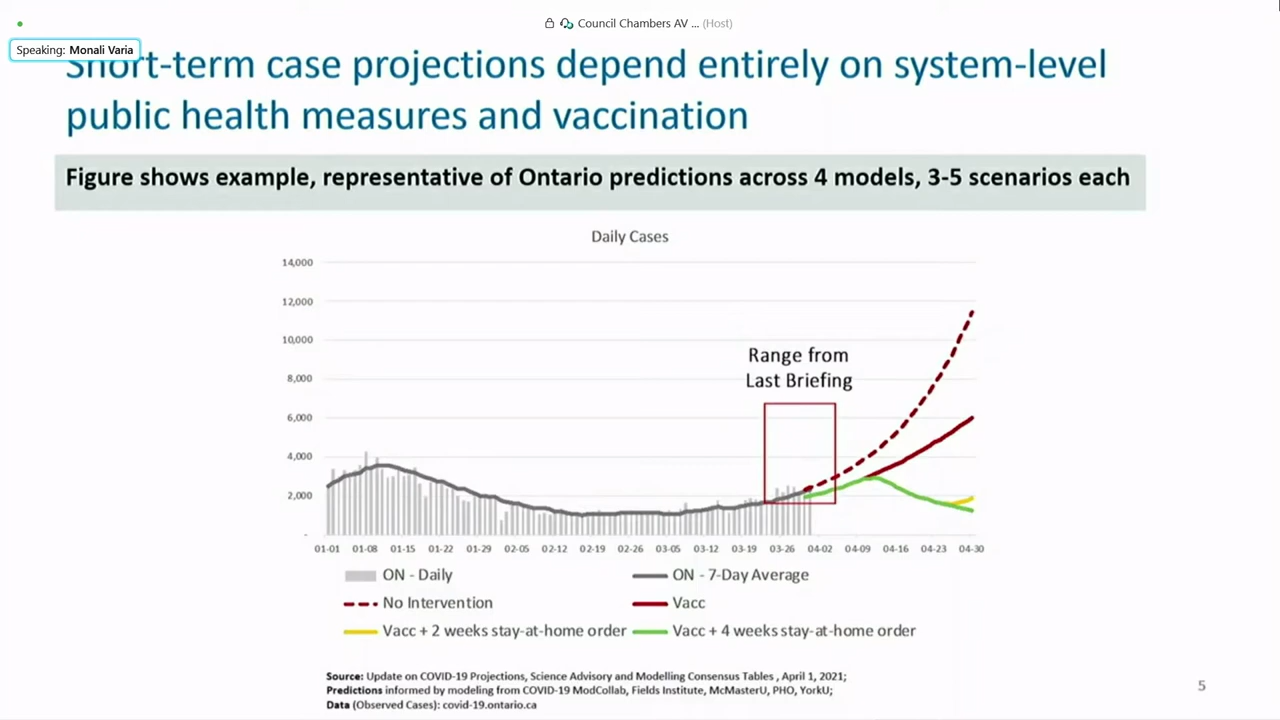 Council Chambers AV ... (Host)
Speaking: Monali Varia
Short-term case projections depend entirely on system-level
public health measures and vaccination
Figure shows example, representative of Ontario predictions across 4 models, 3-5 scenarios each
Daily Cases
14,000
12,000
10,000
8,000
6,000
4,000
2,000
-
Range from
Last Briefing
01-01 01-08 01-15 01-22 01-29 02-05 02-12 02-19 02-26 03-05 03-12 03-19 03-26 04-02 04-09 04-16 04-23 04-30
ON - Daily ON - 7-Day Average
No Intervention Vacc
Vacc + 2 weeks stay-at-home order Vacc + 4 weeks stay-at-home order
Source: Update on COVID-19 Projections, Science Advisory and Modelling Consensus Tables , April 1, 2021;
Predictions informed by modeling from COVID-19 ModCollab, Fields Institute, McMasterU, PHO, YorkU;
Data (Observed Cases): covid-19.ontario.ca
5